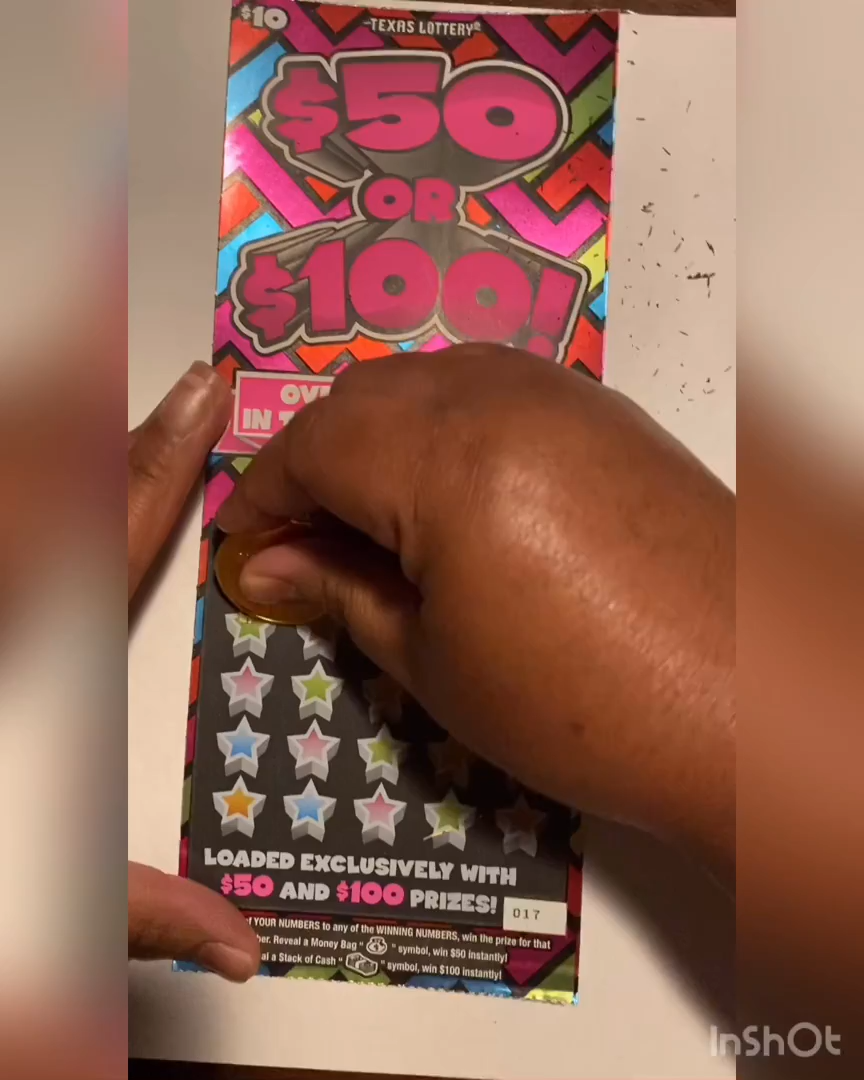 $10
TEXAS LOTTERY®
$50
OR
$100!
IN
LOADED EXCLUSIVELY WITH
$50 AND $100 PRIZES!
017
YOUR NUMBERS to any of the WINNING NUMBERS, win the prize for that
Reveal a Money Bag " " symbol, win $50 instantly!
a Stack of Cash " " symbol, win $100 instantly!
InShOt